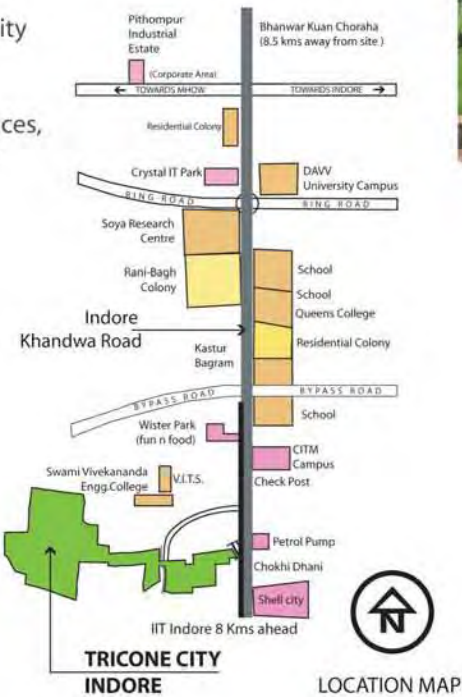 ity
ces,
Pithompur
Industrial
Estate
(Corporate Area)
Bhanwar Kuan Choraha
(8.5 kms away from site )
TOWARDS MHOW
TOWARDS INDORE
Residential Colony
Crystal IT Park
DAVV
University Campus
RING ROAD
RING ROAD
Soya Research
Centre
Rani-Bagh
Colony
School
School
Queens College
Indore
Khandwa Road
Residential Colony
Kastur
Bagram
BYPASS ROAD
BYPASS ROAD
School
Wister Park
(fun n food)
CITM
Campus
Check Post
Swami Vivekananda
Engg.College
V.I.T.S.
Petrol Pump
Chokhi Dhani
Shell city
IIT Indore 8 Kms ahead
N
TRICONE CITY
INDORE
LOCATION MAP